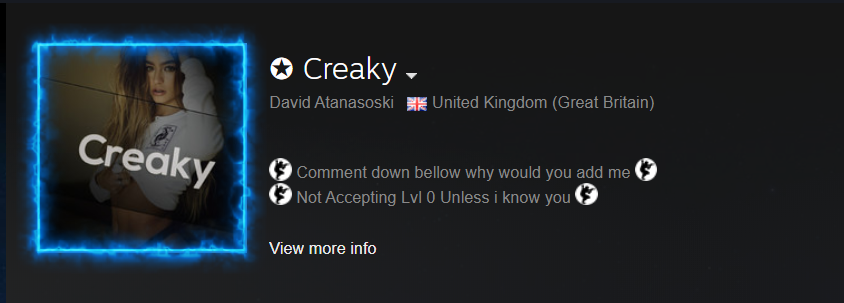 Creaky
✪ Creaky
David Atanasoski United Kingdom (Great Britain)
Comment down bellow why would you add me
Not Accepting Lvl 0 Unless i know you
View more info